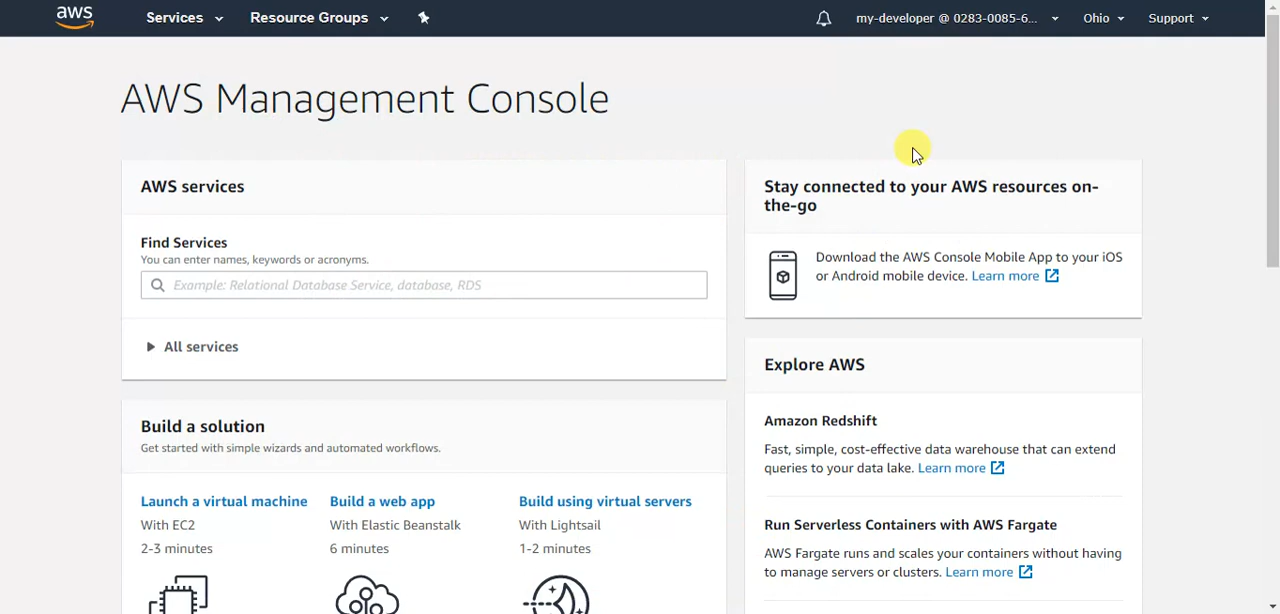 aws
Services
Resource Groups
my-developer @ 0283-0085-6...
Ohio
Support
AWS Management Console
AWS services
Find Services
You can enter names, keywords or acronyms.
Example: Relational Database Service, database, RDS
All services
Build a solution
Get started with simple wizards and automated workflows.
Launch a virtual machine
With EC2
2-3 minutes
Build a web app
With Elastic Beanstalk
6 minutes
Build using virtual servers
With Lightsail
1-2 minutes
Stay connected to your AWS resources on-
the-go
Download the AWS Console Mobile App to your iOS
or Android mobile device. Learn more
Explore AWS
Amazon Redshift
Fast, simple, cost-effective data warehouse that can extend
queries to your data lake. Learn more
Run Serverless Containers with AWS Fargate
AWS Fargate runs and scales your containers without having
to manage servers or clusters. Learn more